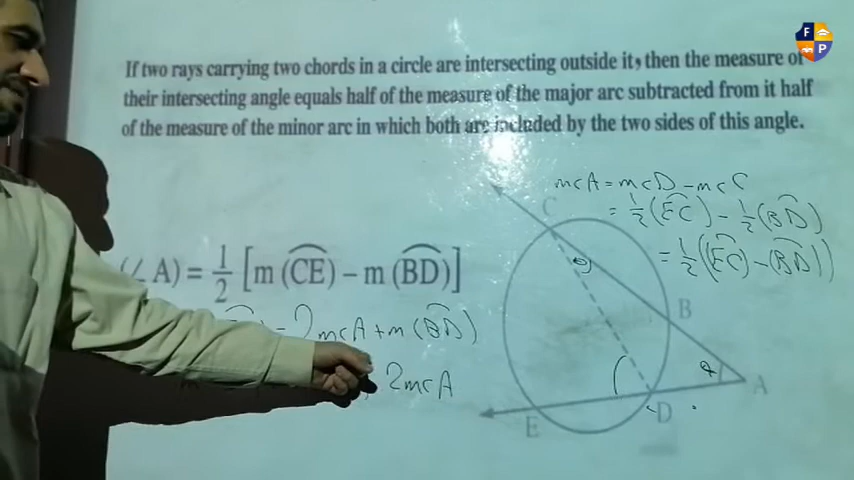 F
P
If two rays carrying two chords in a circle are intersecting outside it, then the measure of
their intersecting angle equals half of the measure of the major arc subtracted from it half
of the measure of the minor arc in which both are included by the two sides of this angle.
m<A = m<D - m<C
= 1/2 (EC) - 1/2 (BD)
= 1/2 ((EC) - (BD))
(∠A) = 1/2 [m (CE) – m (BD)]
= 2m<A + m (BD)
2m<A
C
B
A
D
E